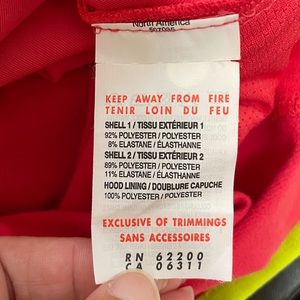 North America
KEEP AWAY FROM FIRE
TENIR LOIN DU FEU
SHELL 1 / TISSU EXTÉRIEUR 1
92% POLYESTER / POLYESTER
8% ELASTANE / ÉLASTHANNE
SHELL 2 / TISSU EXTÉRIEUR 2
89% POLYESTER / POLYESTER
11% ELASTANE / ÉLASTHANNE
HOOD LINING / DOUBLURE CAPUCHE
100% POLYESTER / POLYESTER
EXCLUSIVE OF TRIMMINGS
SANS ACCESSOIRES
RN 62200
CA 06311